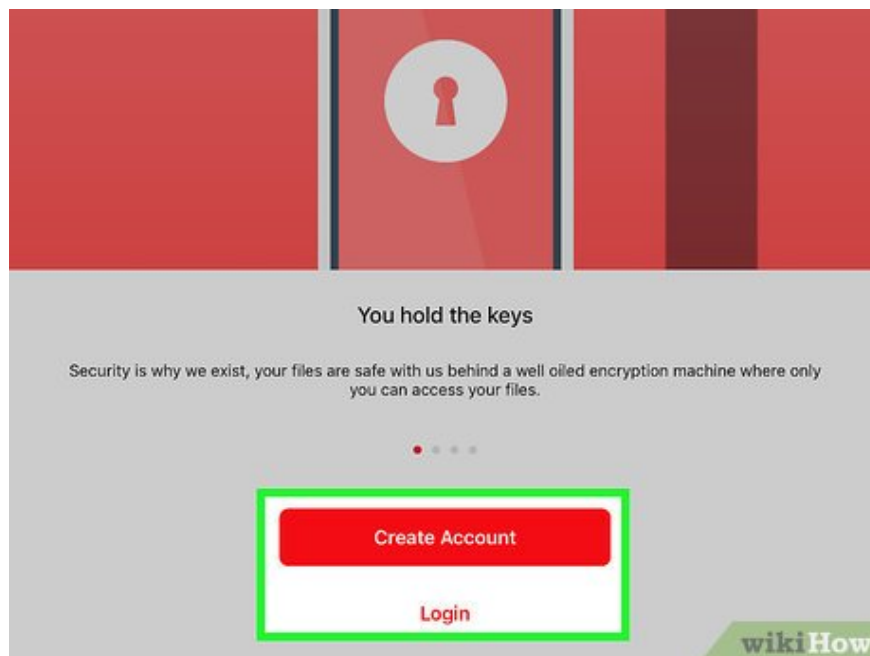 You hold the keys
Security is why we exist, your files are safe with us behind a well oiled encryption machine where only
you can access your files.
Create Account
Login
wikiHow